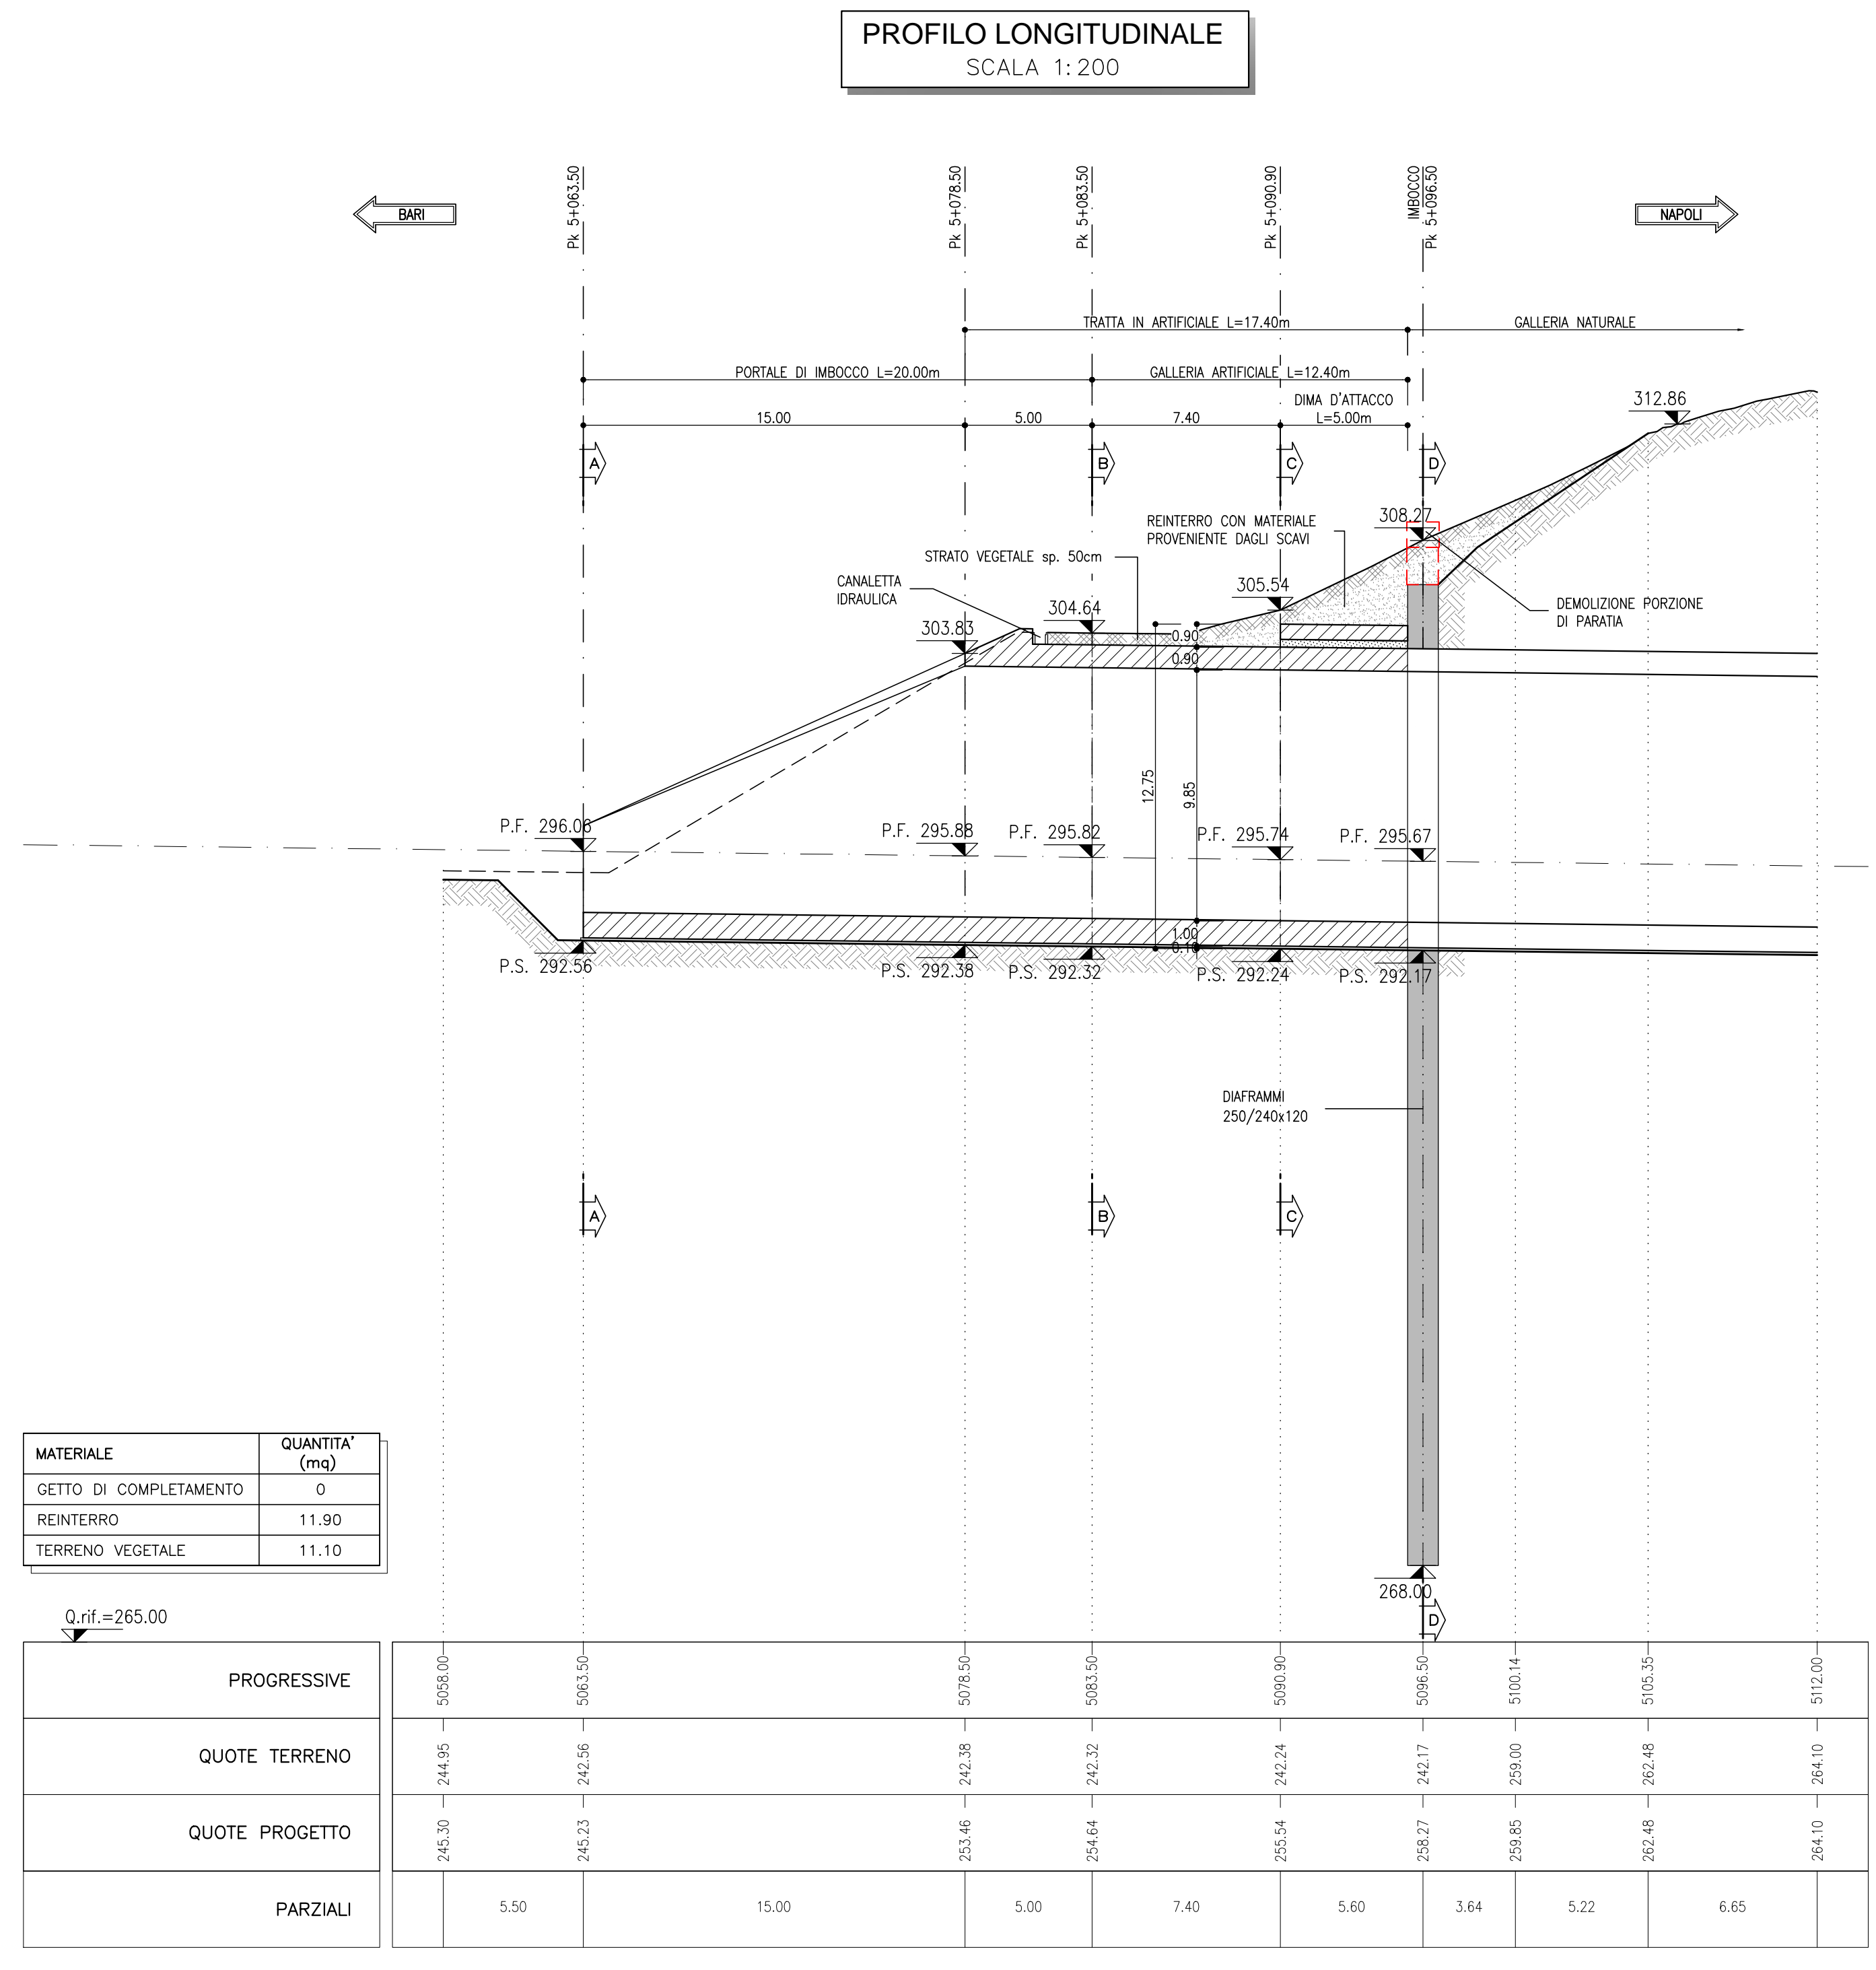 PROFILO LONGITUDINALE
SCALA 1:200
BARI
NAPOLI
Pk 5+063.50
Pk 5+078.50
Pk 5+083.50
Pk 5+090.90
IMBOCCO
Pk 5+096.50
TRATTA IN ARTIFICIALE L=17.40m
GALLERIA NATURALE
PORTALE DI IMBOCCO L=20.00m
GALLERIA ARTIFICIALE L=12.40m
15.00
5.00
7.40
DIMA D'ATTACCO
L=5.00m
312.86
A
B
C
D
308.27
REINTERRO CON MATERIALE
PROVENIENTE DAGLI SCAVI
STRATO VEGETALE sp. 50cm
CANALETTA
IDRAULICA
305.54
304.64
303.83
DEMOLIZIONE PORZIONE
DI PARATIA
0.90
0.90
12.75
9.85
P.F. 296.06
P.F. 295.88
P.F. 295.82
P.F. 295.74
P.F. 295.67
1.00
0.10
P.S. 292.56
P.S. 292.38
P.S. 292.32
P.S. 292.24
P.S. 292.17
DIAFRAMMI
250/240x120
A
B
C
268.00
D
MATERIALE QUANTITA' (mq)
GETTO DI COMPLETAMENTO 0
REINTERRO 11.90
TERRENO VEGETALE 11.10
Q.rif.=265.00
PROGRESSIVE 5058.00 5063.50 5078.50 5083.50 5090.90 5096.50 5100.14 5105.35 5112.00
QUOTE TERRENO 244.95 242.56 242.38 242.32 242.24 242.17 259.00 262.48 264.10
QUOTE PROGETTO 245.30 245.23 253.46 254.64 255.54 258.27 259.85 262.48 264.10
PARZIALI 5.50 15.00 5.00 7.40 5.60 3.64 5.22 6.65